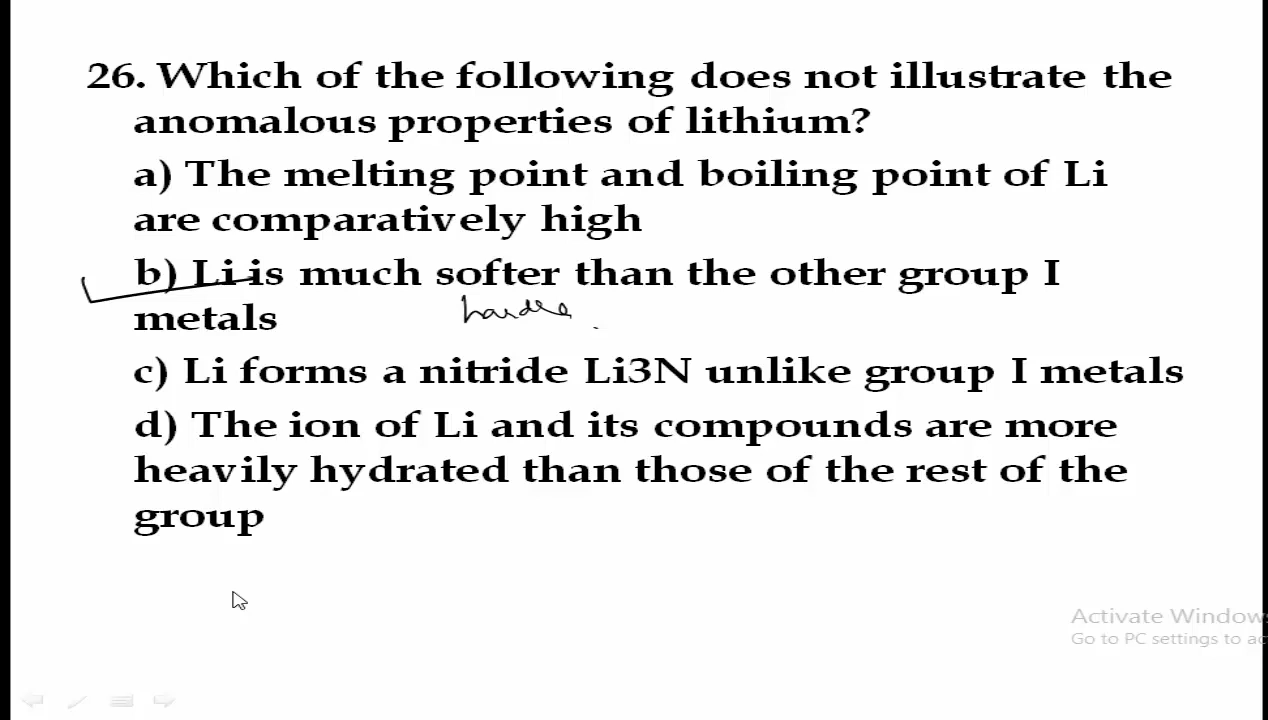 26. Which of the following does not illustrate the
anomalous properties of lithium?
a) The melting point and boiling point of Li
are comparatively high
b) Li is much softer than the other group I
harder
metals
c) Li forms a nitride Li3N unlike group I metals
d) The ion of Li and its compounds are more
heavily hydrated than those of the rest of the
group
Activate Windows
Go to PC settings to ac